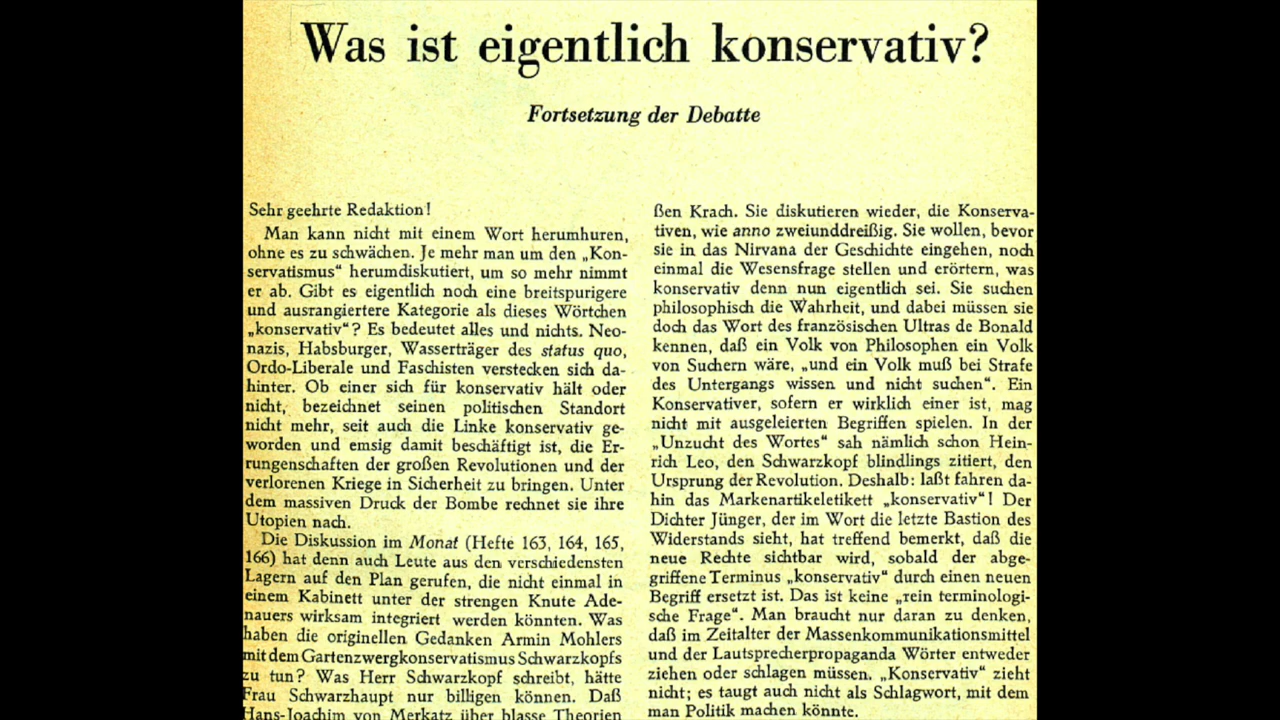 Was ist eigentlich konservativ?
Fortsetzung der Debatte
Sehr geehrte Redaktion!
Man kann nicht mit einem Wort herumhuren,
ohne es zu schwächen. Je mehr man um den „Kon-
servatismus“ herumdiskutiert, um so mehr nimmt
er ab. Gibt es eigentlich noch eine breitspurigere
und ausrangiertere Kategorie als dieses Wörtchen
„konservativ“? Es bedeutet alles und nichts. Neo-
nazis, Habsburger, Wasserträger des status quo,
Ordo-Liberale und Faschisten verstecken sich da-
hinter. Ob einer sich für konservativ hält oder
nicht, bezeichnet seinen politischen Standort
nicht mehr, seit auch die Linke konservativ ge-
worden und emsig damit beschäftigt ist, die Er-
rungenschaften der großen Revolutionen und der
verlorenen Kriege in Sicherheit zu bringen. Unter
dem massiven Druck der Bombe rechnet sie ihre
Utopien nach.
Die Diskussion im Monat (Hefte 163, 164, 165,
166) hat denn auch Leute aus den verschiedensten
Lagern auf den Plan gerufen, die nicht einmal in
einem Kabinett unter der strengen Knute Ade-
nauers wirksam integriert werden könnten. Was
haben die originellen Gedanken Armin Mohlers
mit dem Gartenzwergkonservatismus Schwarzkopfs
zu tun? Was Herr Schwarzkopf schreibt, hätte
Frau Schwarzhaupt nur billigen können. Daß
Hans-Joachim von Merkatz über blasse Theorien
ßen Krach. Sie diskutieren wieder, die Konserva-
tiven, wie anno zweiunddreißig. Sie wollen, bevor
sie in das Nirvana der Geschichte eingehen, noch
einmal die Wesensfrage stellen und erörtern, was
konservativ denn nun eigentlich sei. Sie suchen
philosophisch die Wahrheit, und dabei müssen sie
doch das Wort des französischen Ultras de Bonald
kennen, daß ein Volk von Philosophen ein Volk
von Suchern wäre, „und ein Volk muß bei Strafe
des Untergangs wissen und nicht suchen“. Ein
Konservativer, sofern er wirklich einer ist, mag
nicht mit ausgeleierten Begriffen spielen. In der
„Unzucht des Wortes“ sah nämlich schon Hein-
rich Leo, den Schwarzkopf blindlings zitiert, den
Ursprung der Revolution. Deshalb: laßt fahren da-
hin das Markenartikeletikett „konservativ“! Der
Dichter Jünger, der im Wort die letzte Bastion des
Widerstands sieht, hat treffend bemerkt, daß die
neue Rechte sichtbar wird, sobald der abge-
griffene Terminus „konservativ“ durch einen neuen
Begriff ersetzt ist. Das ist keine „rein terminologi-
sche Frage“. Man braucht nur daran zu denken,
daß im Zeitalter der Massenkommunikationsmittel
und der Lautsprecherpropaganda Wörter entweder
ziehen oder schlagen müssen. „Konservativ“ zieht
nicht; es taugt auch nicht als Schlagwort, mit dem
man Politik machen könnte.